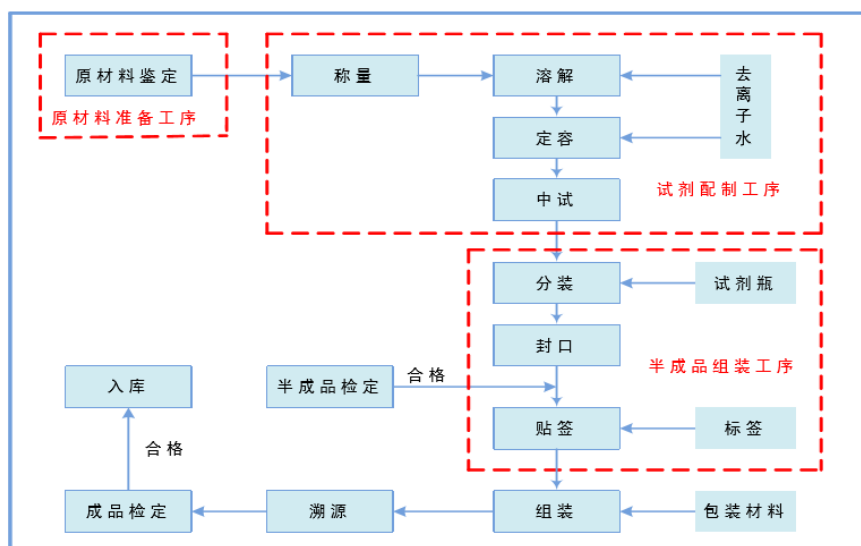 原材料鉴定
称量
溶解
去离子水
原材料准备工序
定容
中试
试剂配制工序
分装
试剂瓶
封口
半成品组装工序
入库
半成品检定
合格
贴签
标签
合格
成品检定
溯源
组装
包装材料